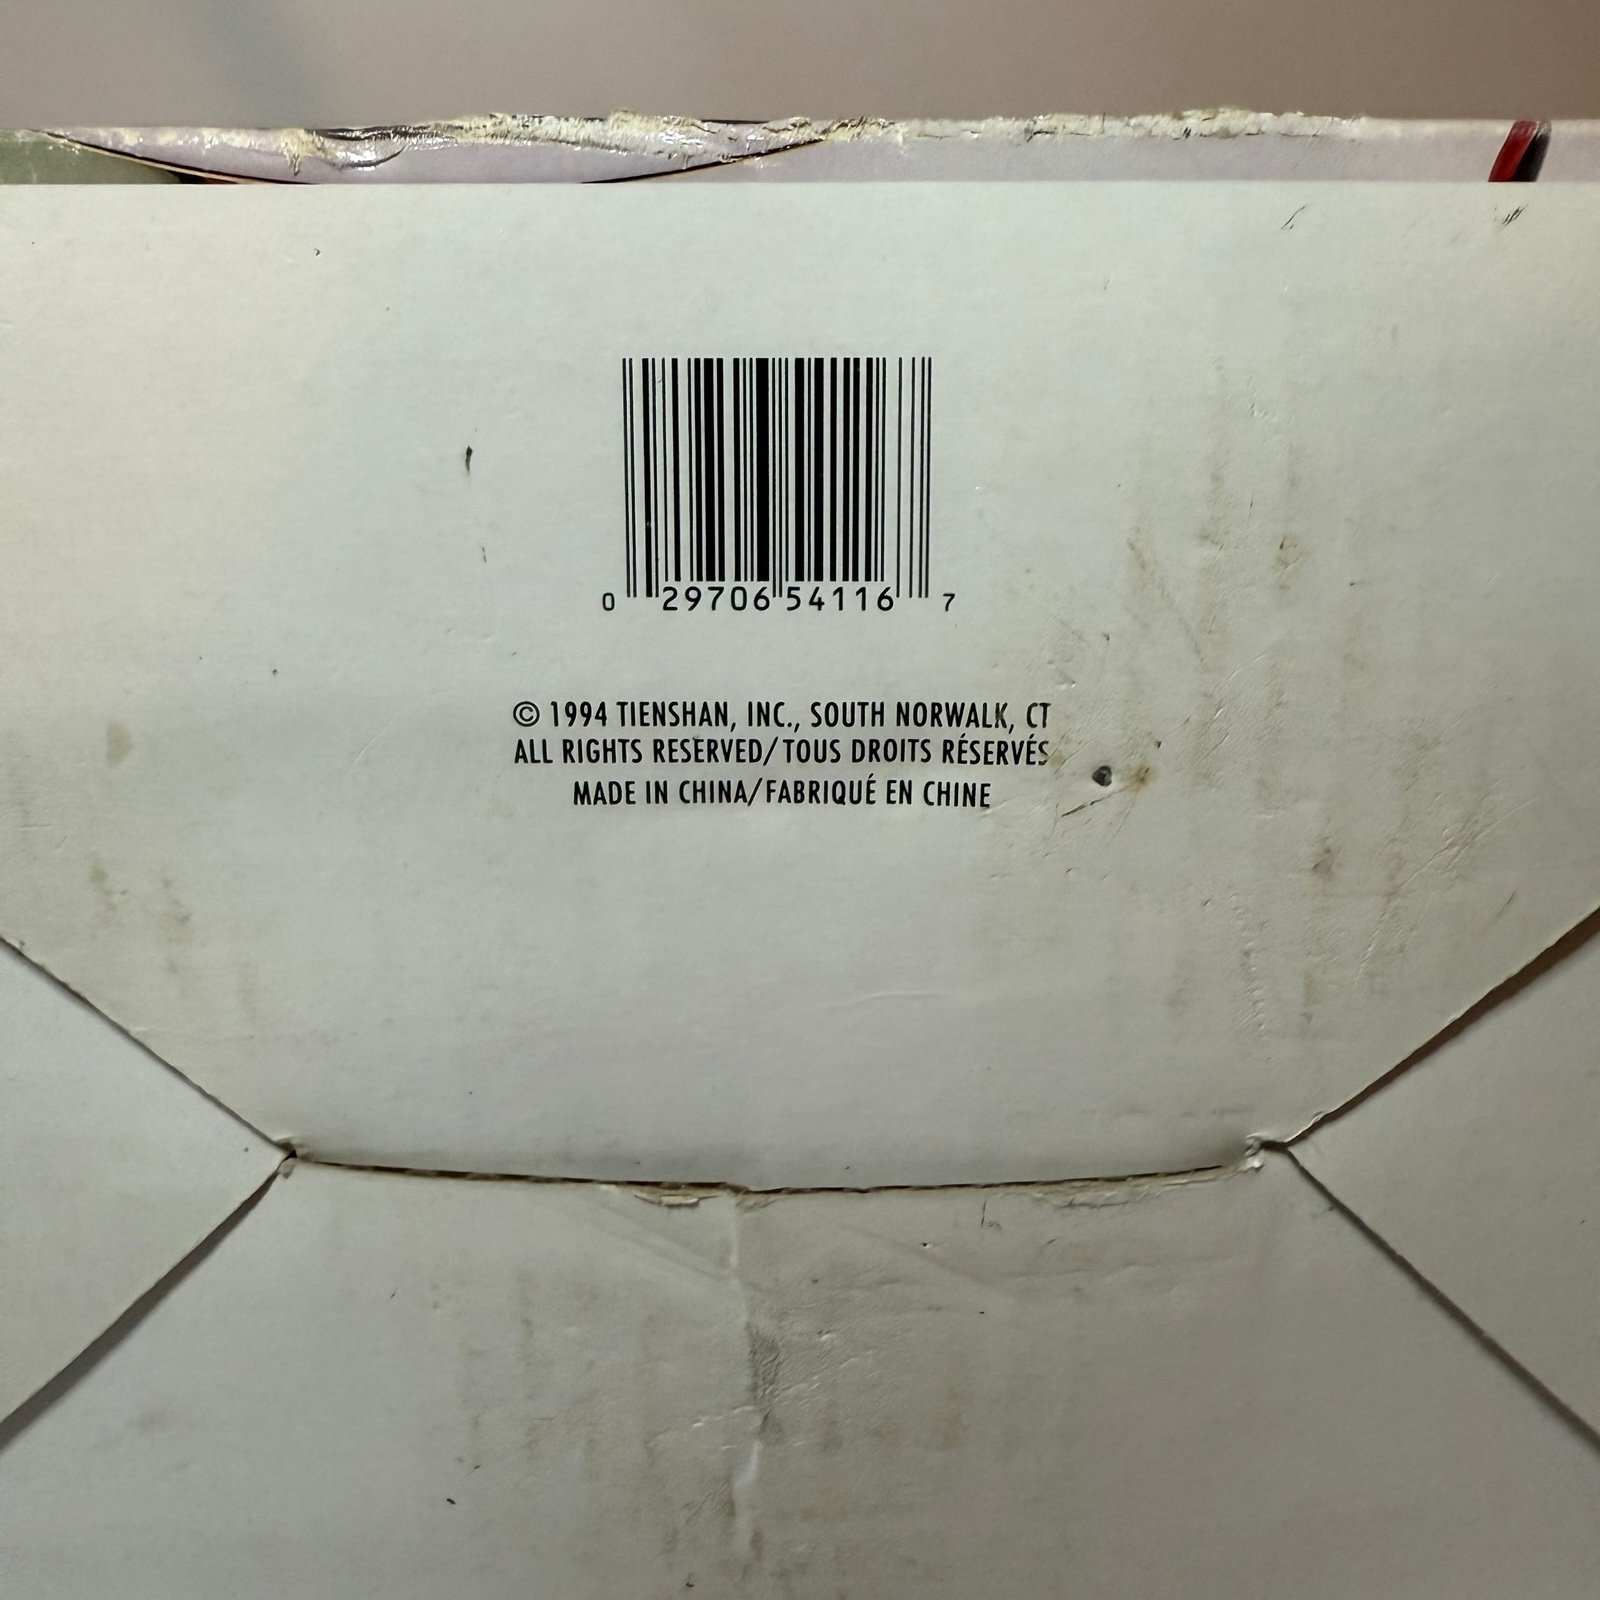 0 29706 54116 7
© 1994 TIENSHAN, INC., SOUTH NORWALK, CT
ALL RIGHTS RESERVED/TOUS DROITS RÉSERVÉS
MADE IN CHINA/FABRIQUÉ EN CHINE